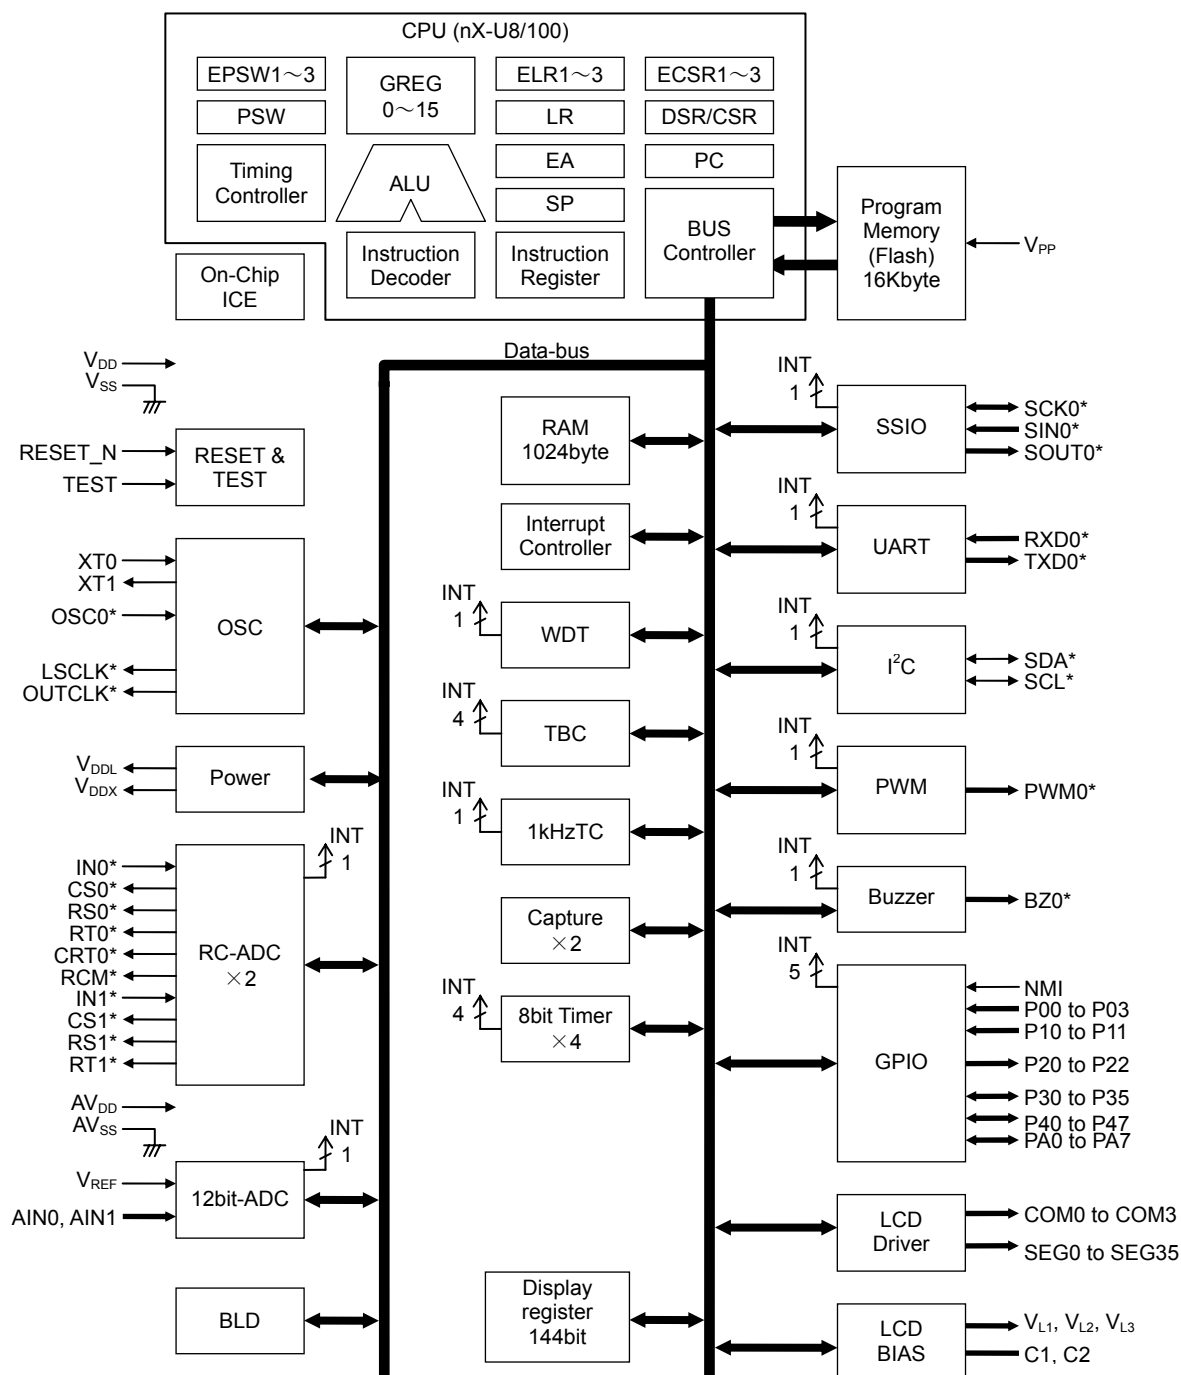 CPU (nX-U8/100)
EPSW1～3
GREG
0～15
ELR1～3
ECSR1～3
PSW
LR
DSR/CSR
Timing
Controller
ALU
EA
PC
SP
BUS
Controller
Instruction
Decoder
Instruction
Register
On-Chip
ICE
Program
Memory
(Flash)
16Kbyte
VPP
Data-bus
VDD
VSS
RESET_N
TEST
RESET &
TEST
XT0
XT1
OSC0*
LSCLK*
OUTCLK*
OSC
VDDL
VDDX
Power
IN0*
CS0*
RS0*
RT0*
CRT0*
RCM*
IN1*
CS1*
RS1*
RT1*
RC-ADC
×2
INT
1
AVDD
AVSS
VREF
AIN0, AIN1
12bit-ADC
INT
1
BLD
RAM
1024byte
Interrupt
Controller
INT
1
WDT
INT
4
TBC
INT
1
1kHzTC
Capture
×2
INT
4
8bit Timer
×4
Display
register
144bit
INT
1
SSIO
SCK0*
SIN0*
SOUT0*
INT
1
UART
RXD0*
TXD0*
INT
1
I²C
SDA*
SCL*
INT
1
PWM
PWM0*
INT
1
Buzzer
BZ0*
INT
5
GPIO
NMI
P00 to P03
P10 to P11
P20 to P22
P30 to P35
P40 to P47
PA0 to PA7
LCD
Driver
COM0 to COM3
SEG0 to SEG35
LCD
BIAS
VL1, VL2, VL3
C1, C2